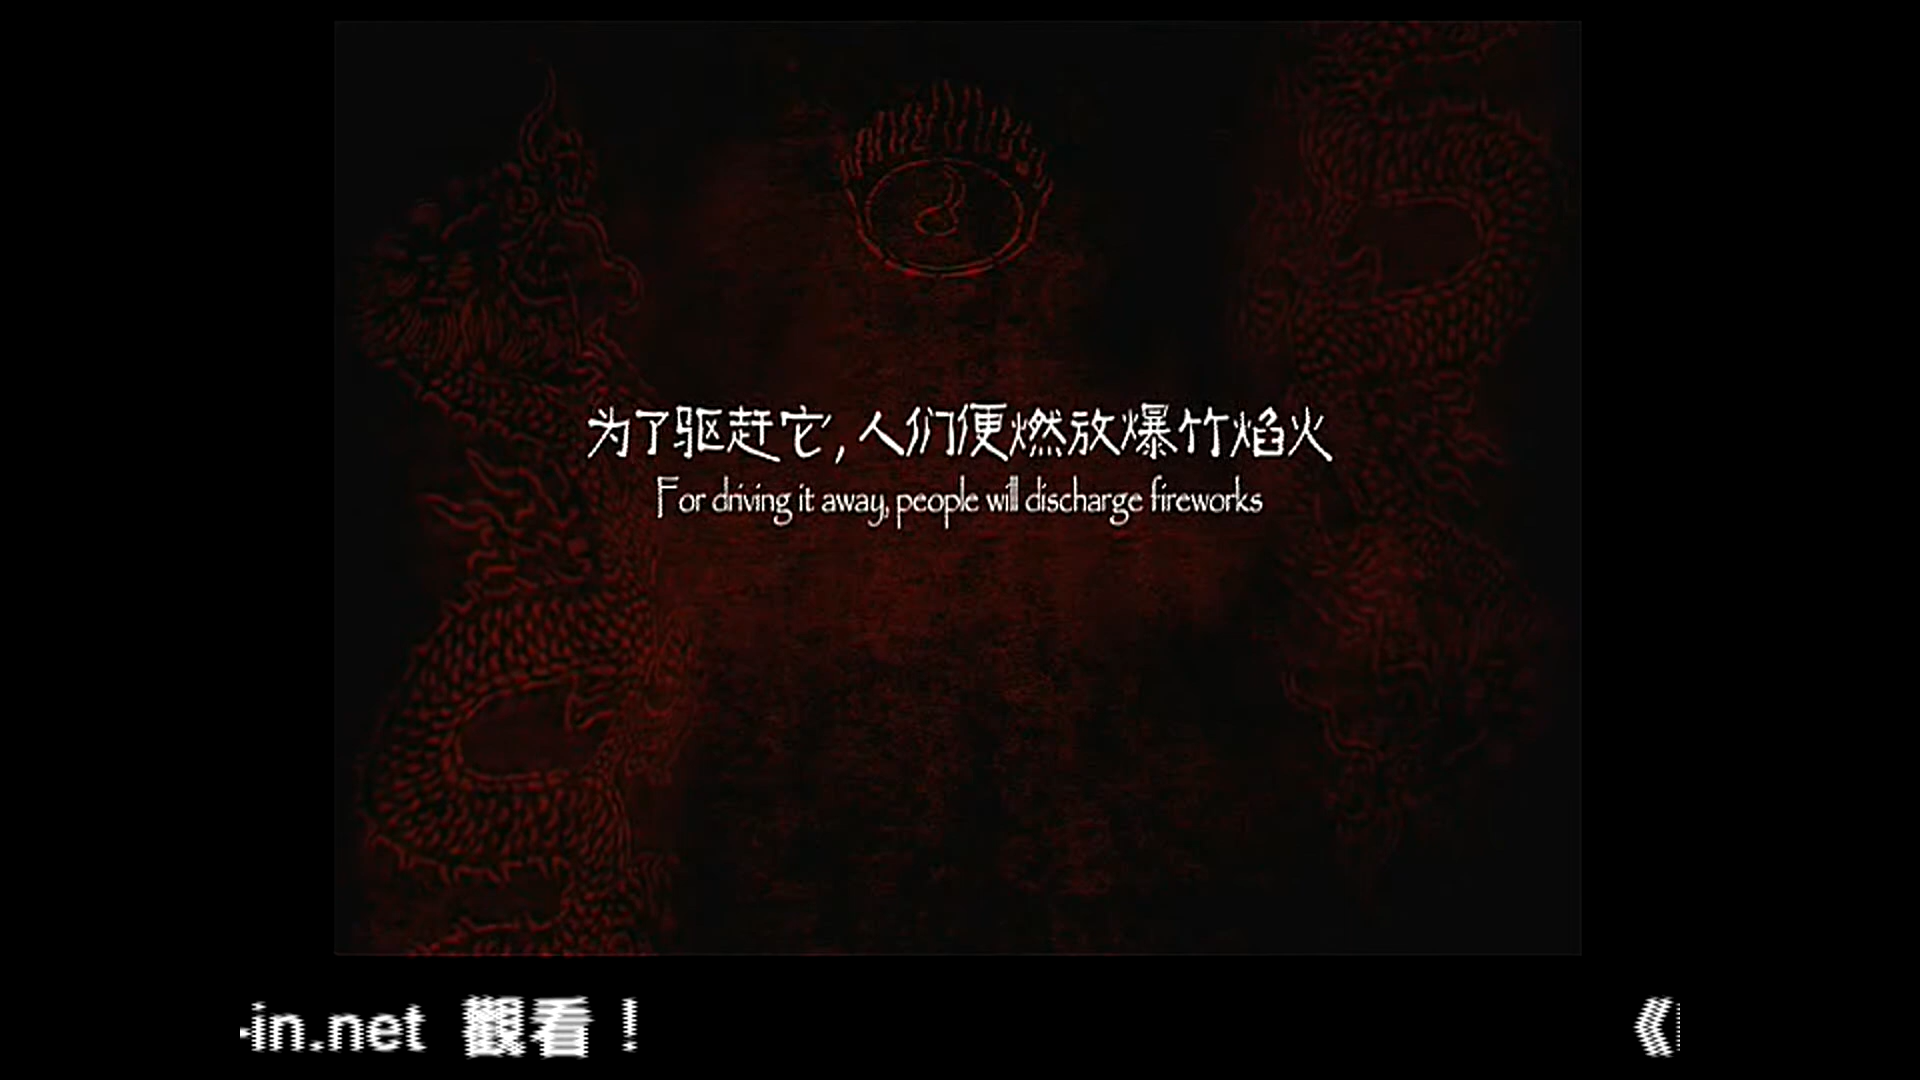 为了驱赶它,人们便燃放爆竹焰火
For driving it away, people will discharge fireworks
-in.net 觀看！
《